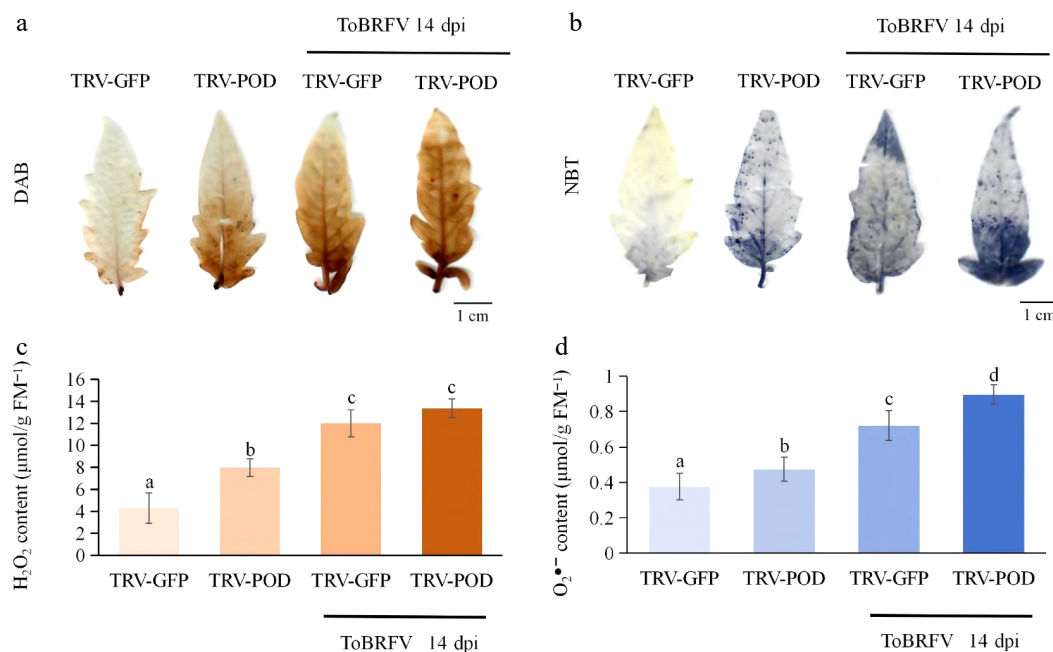 a
ToBRFV 14 dpi
TRV-GFP TRV-POD TRV-GFP TRV-POD
DAB
1 cm
b
ToBRFV 14 dpi
TRV-GFP TRV-POD TRV-GFP TRV-POD
NBT
1 cm
c
H₂O₂ content (μmol/g FM⁻¹)
16
14
12
10
8
6
4
2
0
a b c c
TRV-GFP TRV-POD TRV-GFP TRV-POD
ToBRFV 14 dpi
d
O₂•⁻ content (μmol/g FM⁻¹)
1
0.8
0.6
0.4
0.2
0
a b c d
TRV-GFP TRV-POD TRV-GFP TRV-POD
ToBRFV 14 dpi